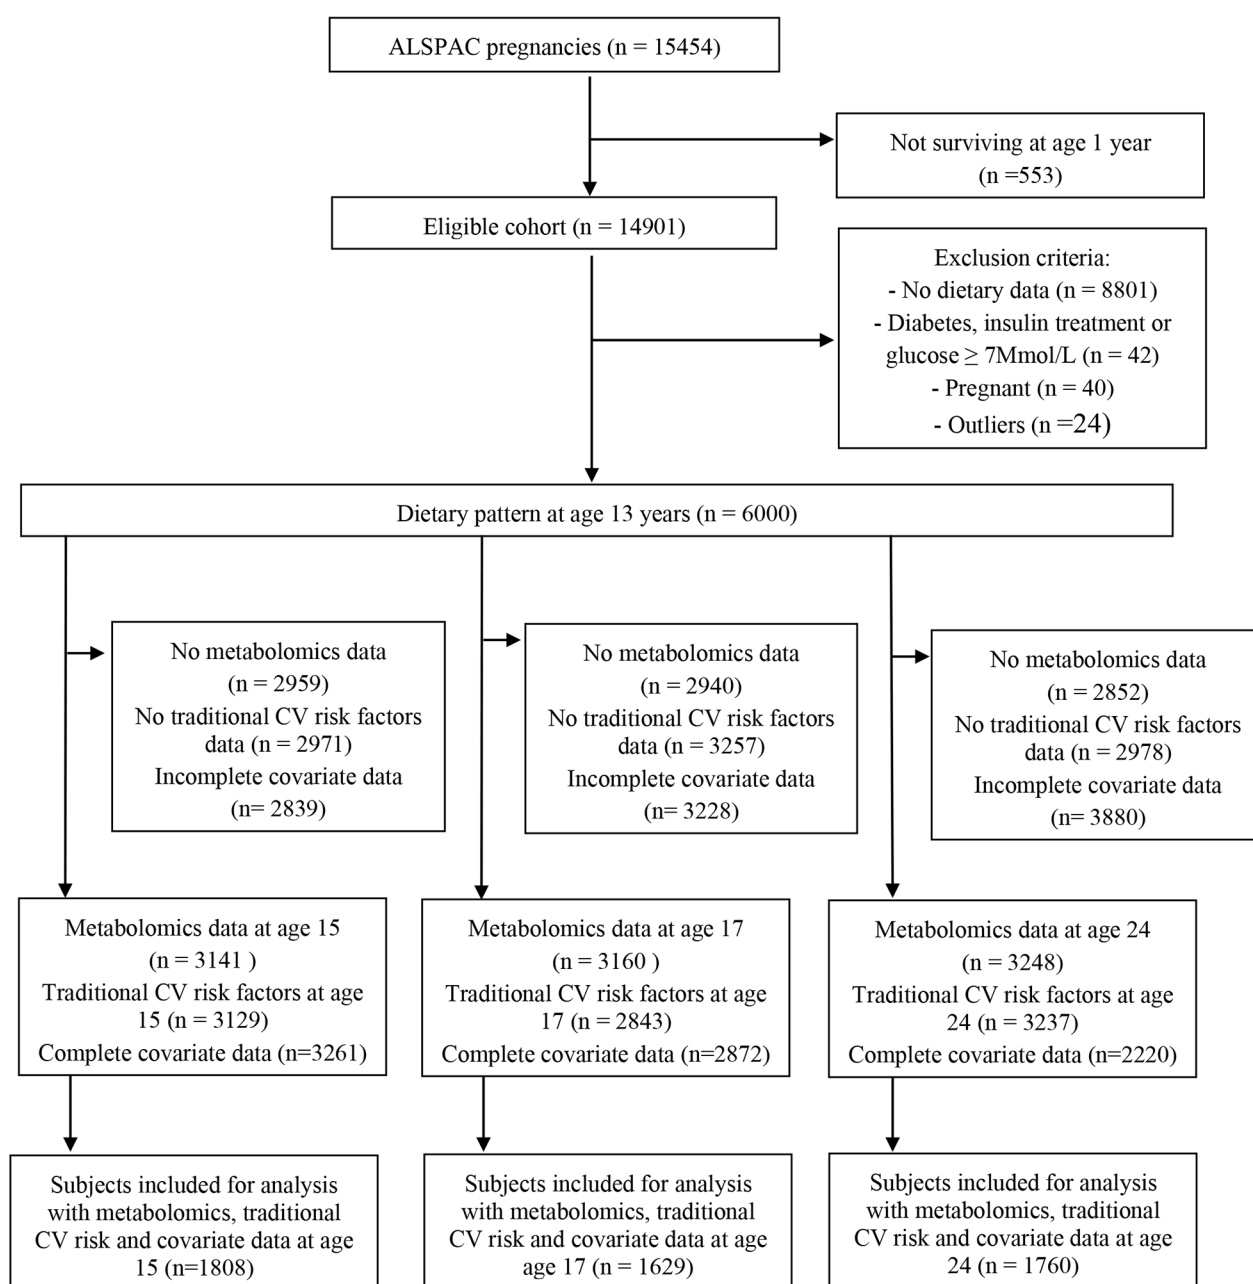 ALSPAC pregnancies (n = 15454)
Not surviving at age 1 year
(n =553)
Eligible cohort (n = 14901)
Exclusion criteria:
- No dietary data (n = 8801)
- Diabetes, insulin treatment or
glucose ≥ 7Mmol/L (n = 42)
- Pregnant (n = 40)
- Outliers (n =24)
Dietary pattern at age 13 years (n = 6000)
No metabolomics data
(n = 2959)
No traditional CV risk factors
data (n = 2971)
Incomplete covariate data
(n= 2839)
No metabolomics data
(n = 2940)
No traditional CV risk factors
data (n = 3257)
Incomplete covariate data
(n= 3228)
No metabolomics data
(n = 2852)
No traditional CV risk factors
data (n = 2978)
Incomplete covariate data
(n= 3880)
Metabolomics data at age 15
(n = 3141 )
Traditional CV risk factors at age
15 (n = 3129)
Complete covariate data (n=3261)
Metabolomics data at age 17
(n = 3160 )
Traditional CV risk factors at age
17 (n = 2843)
Complete covariate data (n=2872)
Metabolomics data at age 24
(n = 3248)
Traditional CV risk factors at age
24 (n = 3237)
Complete covariate data (n=2220)
Subjects included for analysis
with metabolomics, traditional
CV risk and covariate data at age
15 (n=1808)
Subjects included for analysis
with metabolomics, traditional
CV risk and covariate data at age
age 17 (n = 1629)
Subjects included for analysis
with metabolomics, traditional
CV risk and covariate data at age
24 (n = 1760)